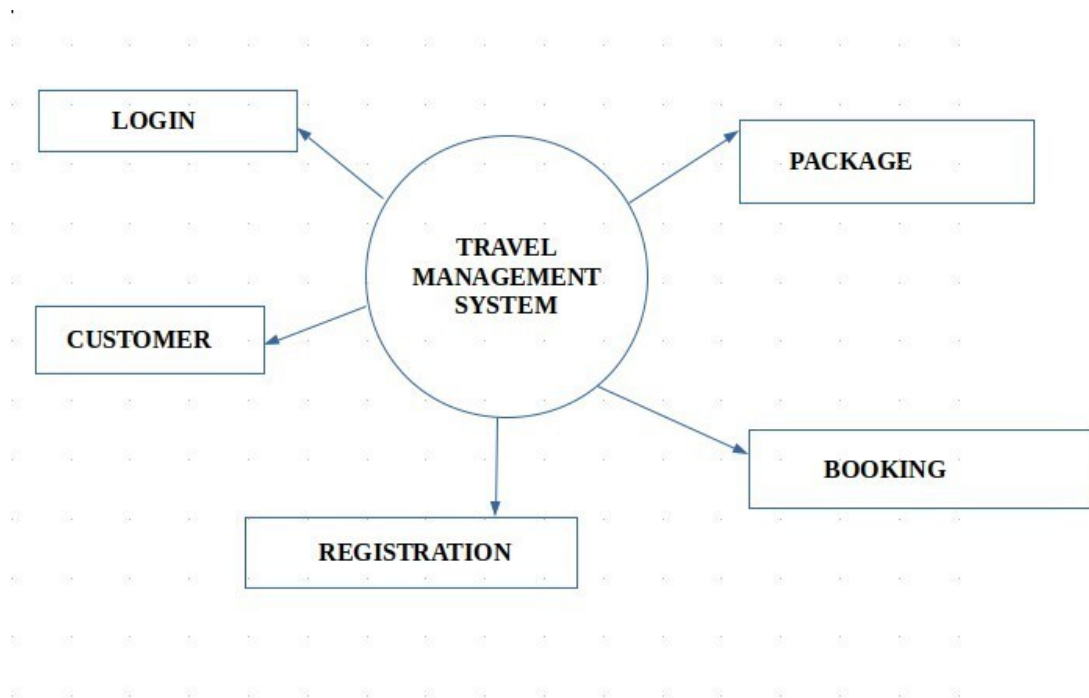 LOGIN
PACKAGE
TRAVEL
MANAGEMENT
SYSTEM
CUSTOMER
BOOKING
REGISTRATION